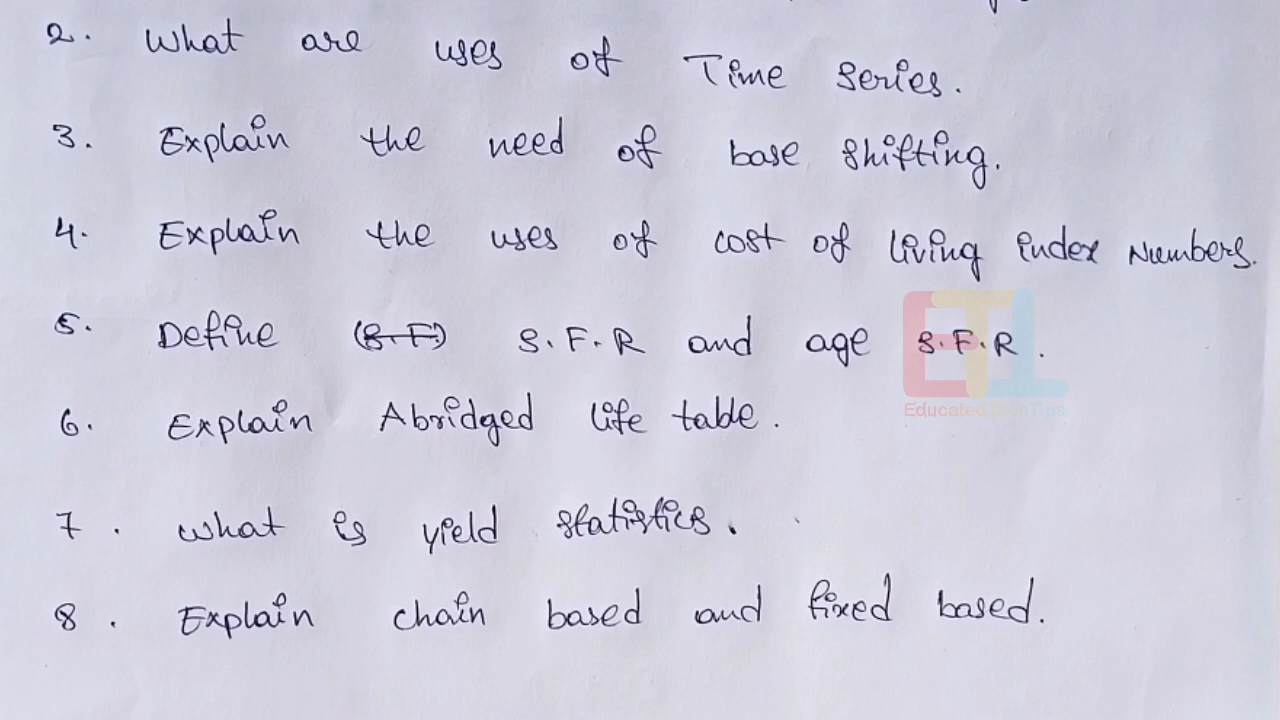 2. What are uses of Time series.
3. Explain the need of base shifting.
4. Explain the uses of cost of living index Numbers.
5. Define (S.F) S.F.R and age S.F.R.
Educated Tech Tips
6. Explain Abridged life table.
7. what is yield statistics.
8. Explain chain based and fixed based.